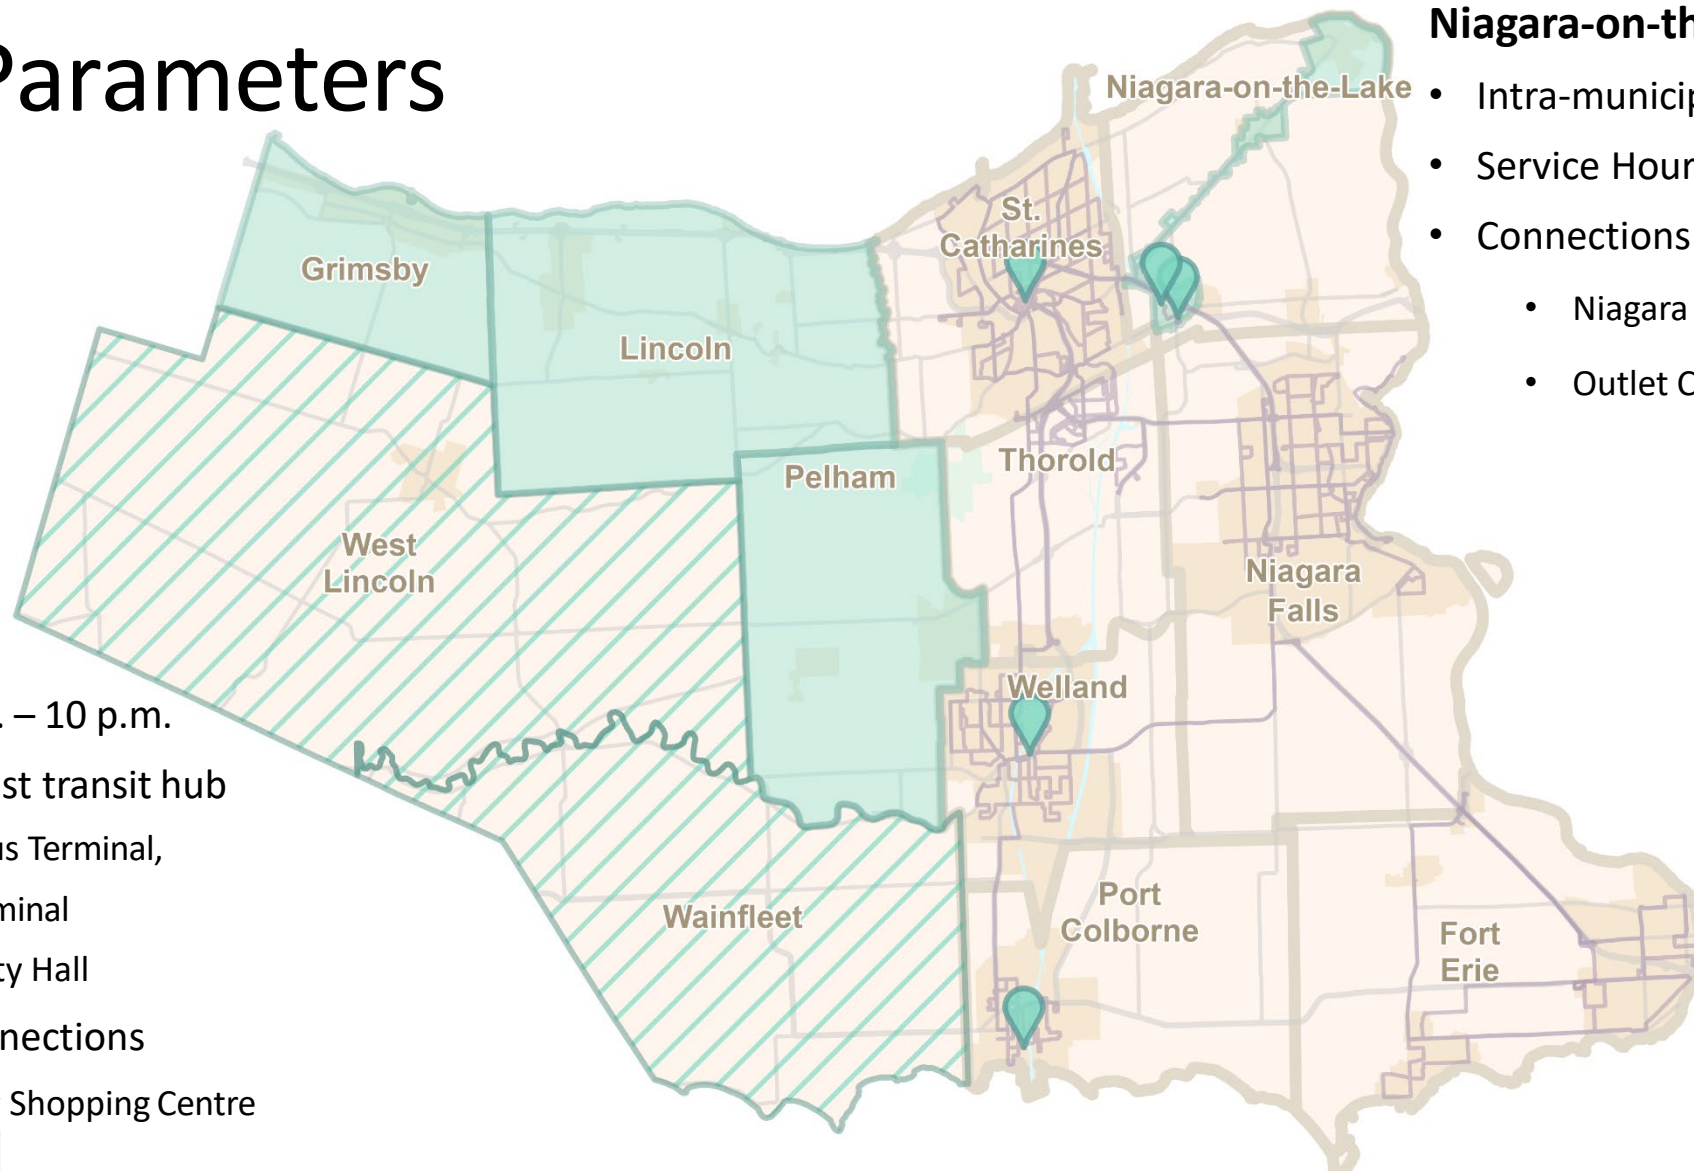 Parameters
Niagara-on-th
• Intra-municip
• Service Hour
• Connections
• Niagara
• Outlet C
Niagara-on-the-Lake
St.
Catharines
Grimsby
Lincoln
Pelham
Thorold
West
Lincoln
Niagara
Falls
Welland
Wainfleet
Port
Colborne
Fort
Erie
. – 10 p.m.
st transit hub
us Terminal,
minal
ty Hall
nections
Shopping Centre